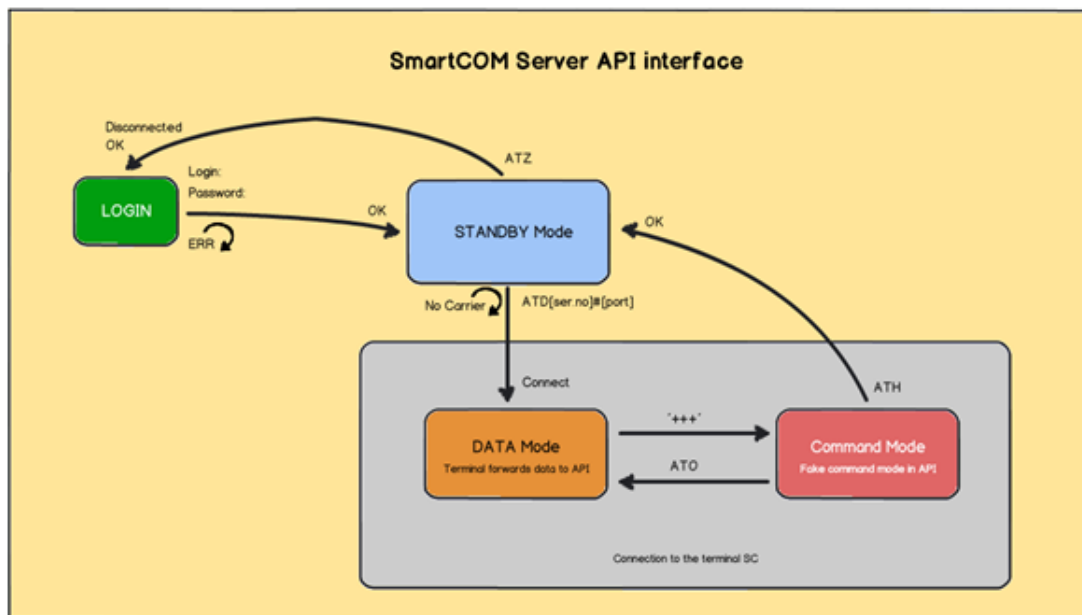 SmartCOM Server API interface
Disconnected
OK
ATZ
Login:
Password:
LOGIN
OK
ERR
STANDBY Mode
OK
No Carrier
ATD[ser.no]#[port]
Connect
ATH
DATA Mode
Terminal forwards data to API
'+++'
ATO
Command Mode
Fake command mode in API
Connection to the terminal SC